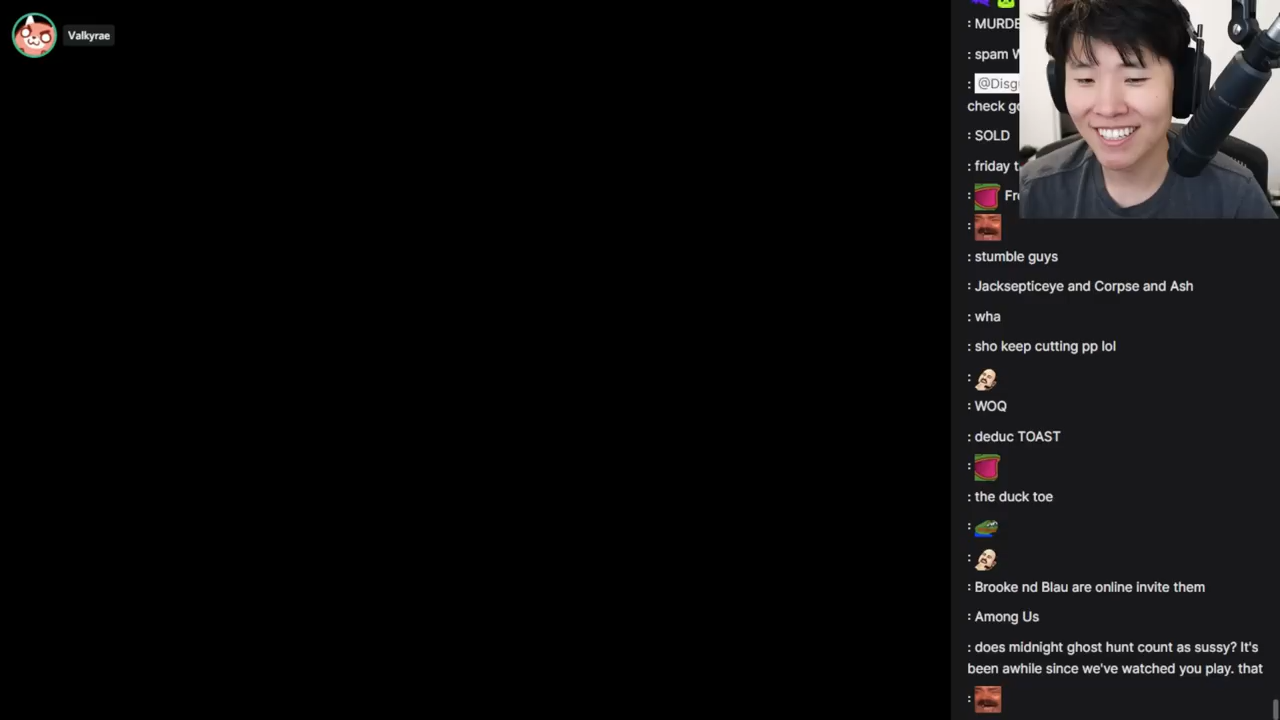 Valkyrae
: MURDE
: spam W
: @Disg
check go
: SOLD
: friday t
: Fr
: stumble guys
: Jacksepticeye and Corpse and Ash
: wha
: sho keep cutting pp lol
: WOQ
: deduc TOAST
: the duck toe
: Brooke nd Blau are online invite them
: Among Us
: does midnight ghost hunt count as sussy? It's
been awhile since we've watched you play. that